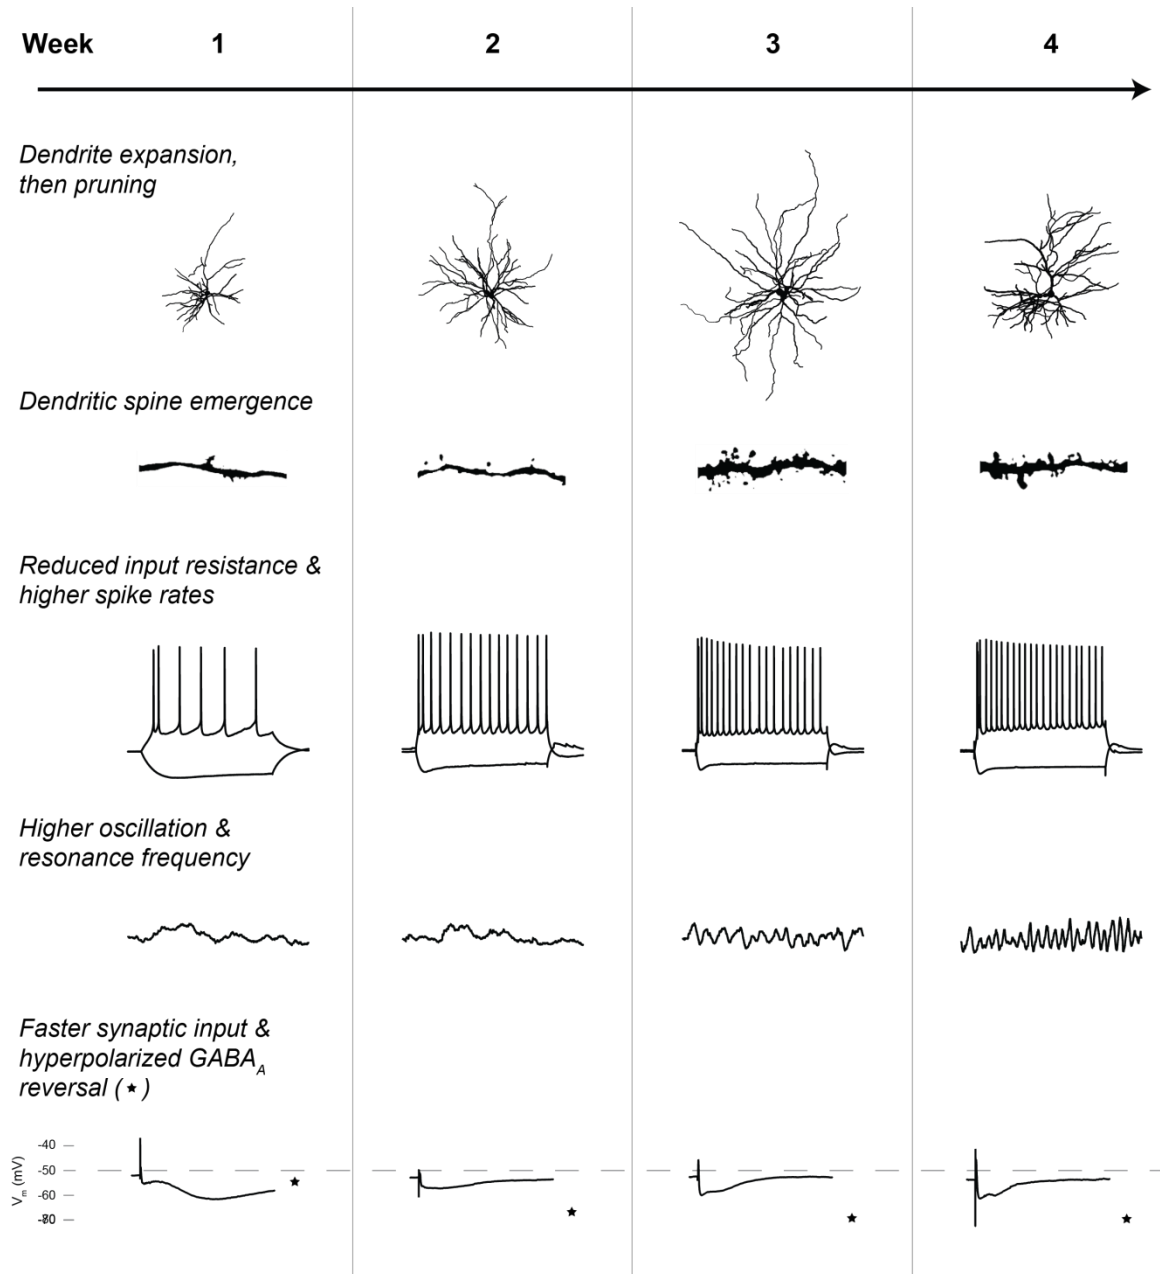 Week 1 2 3 4
Dendrite expansion,
then pruning
Dendritic spine emergence
Reduced input resistance &
higher spike rates
Higher oscillation &
resonance frequency
Faster synaptic input &
hyperpolarized GABA_A
reversal (★)
-40
-50
-60
Vm (mV)